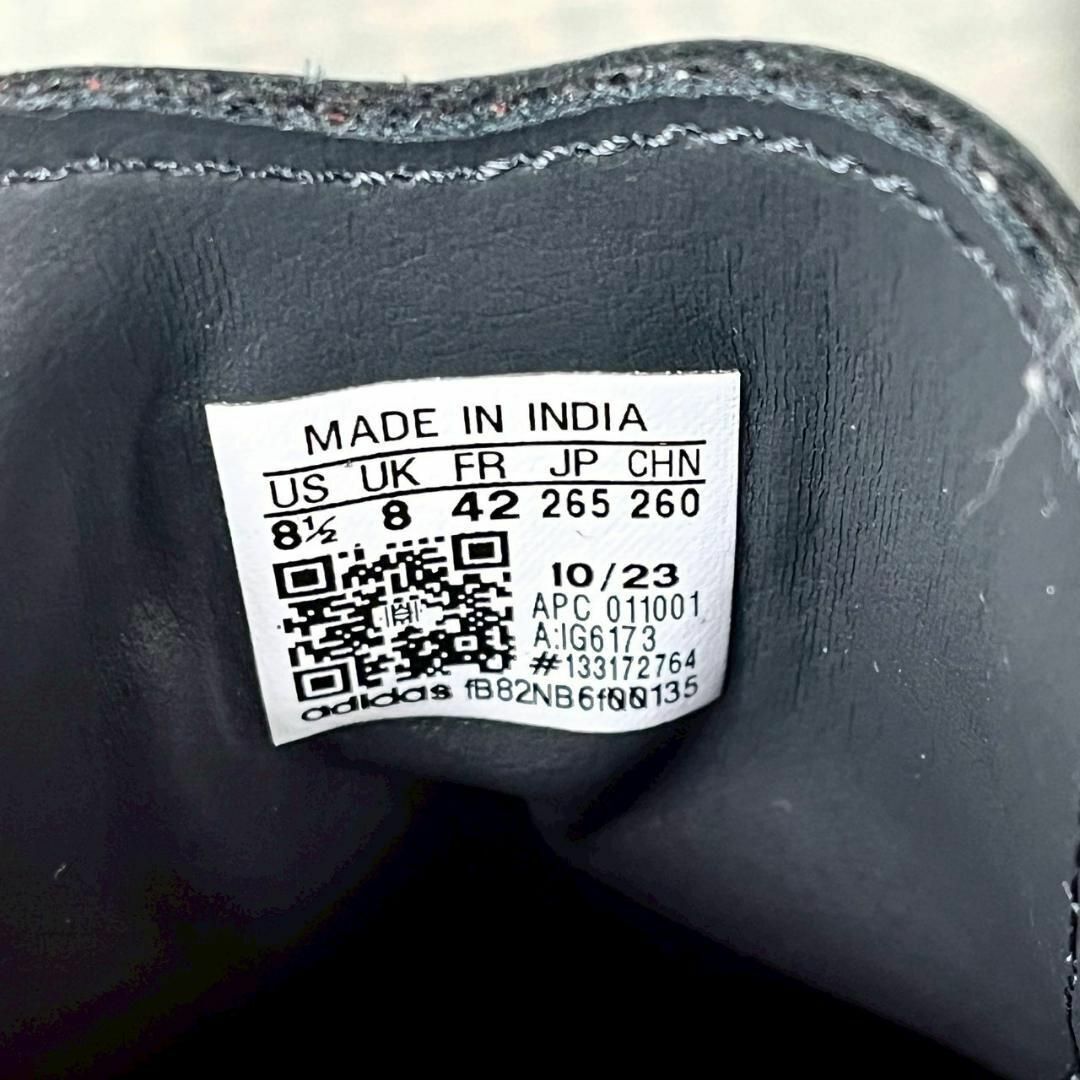 MADE IN INDIA
US UK FR JP CHN
8½ 8 42 265 260
10/23
APC 011001
A:IG6173
#133172764
adidas fB82NB6f00135